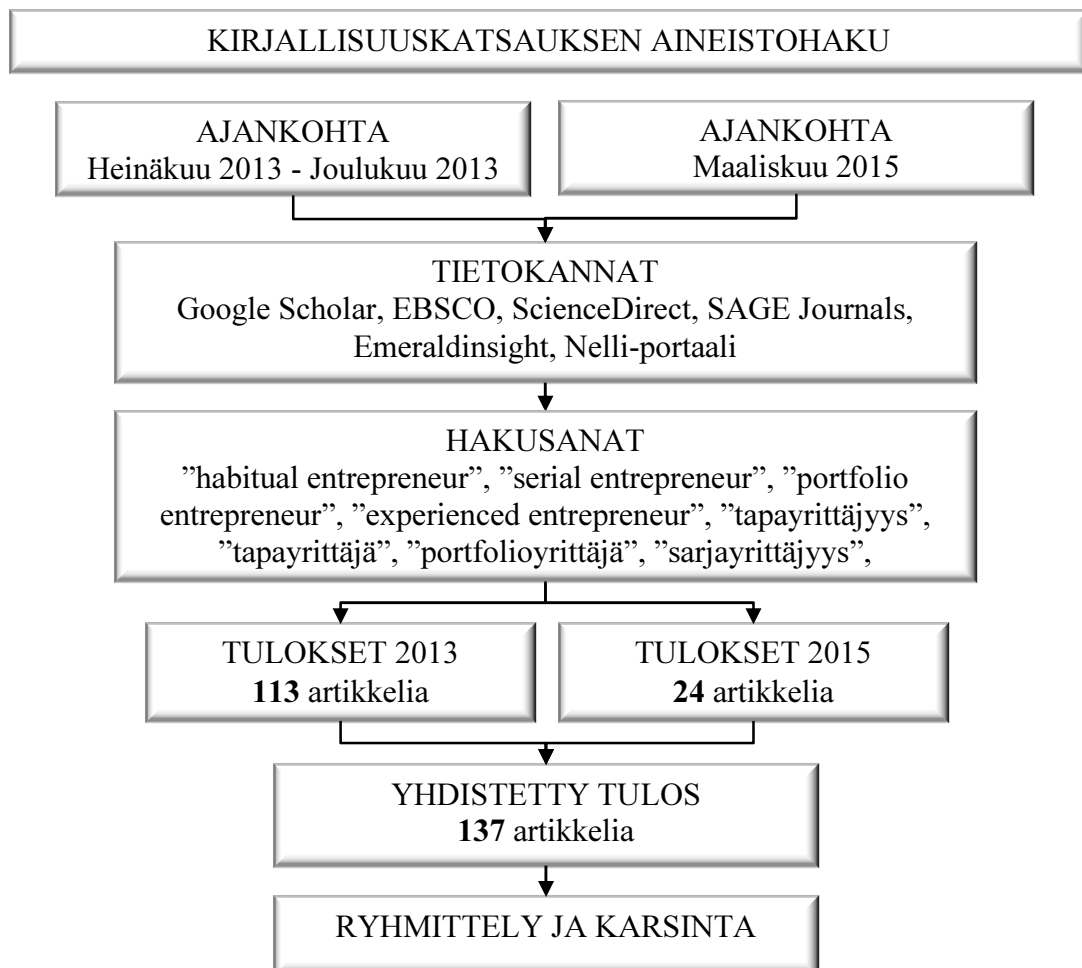 KIRJALLISUUSKATSAUKSEN AINEISTOHAKU
AJANKOHTA
Heinäkuu 2013 - Joulukuu 2013
AJANKOHTA
Maaliskuu 2015
TIETOKANNAT
Google Scholar, EBSCO, ScienceDirect, SAGE Journals,
Emeraldinsight, Nelli-portaali
HAKUSANAT
”habitual entrepreneur”, ”serial entrepreneur”, ”portfolio
entrepreneur”, ”experienced entrepreneur”, ”tapayrittäjyys”,
”tapayrittäjä”, ”portfolioyrittäjä”, ”sarjayrittäjyys”,
TULOKSET 2013
113 artikkelia
TULOKSET 2015
24 artikkelia
YHDISTETTY TULOS
137 artikkelia
RYHMITTELY JA KARSINTA